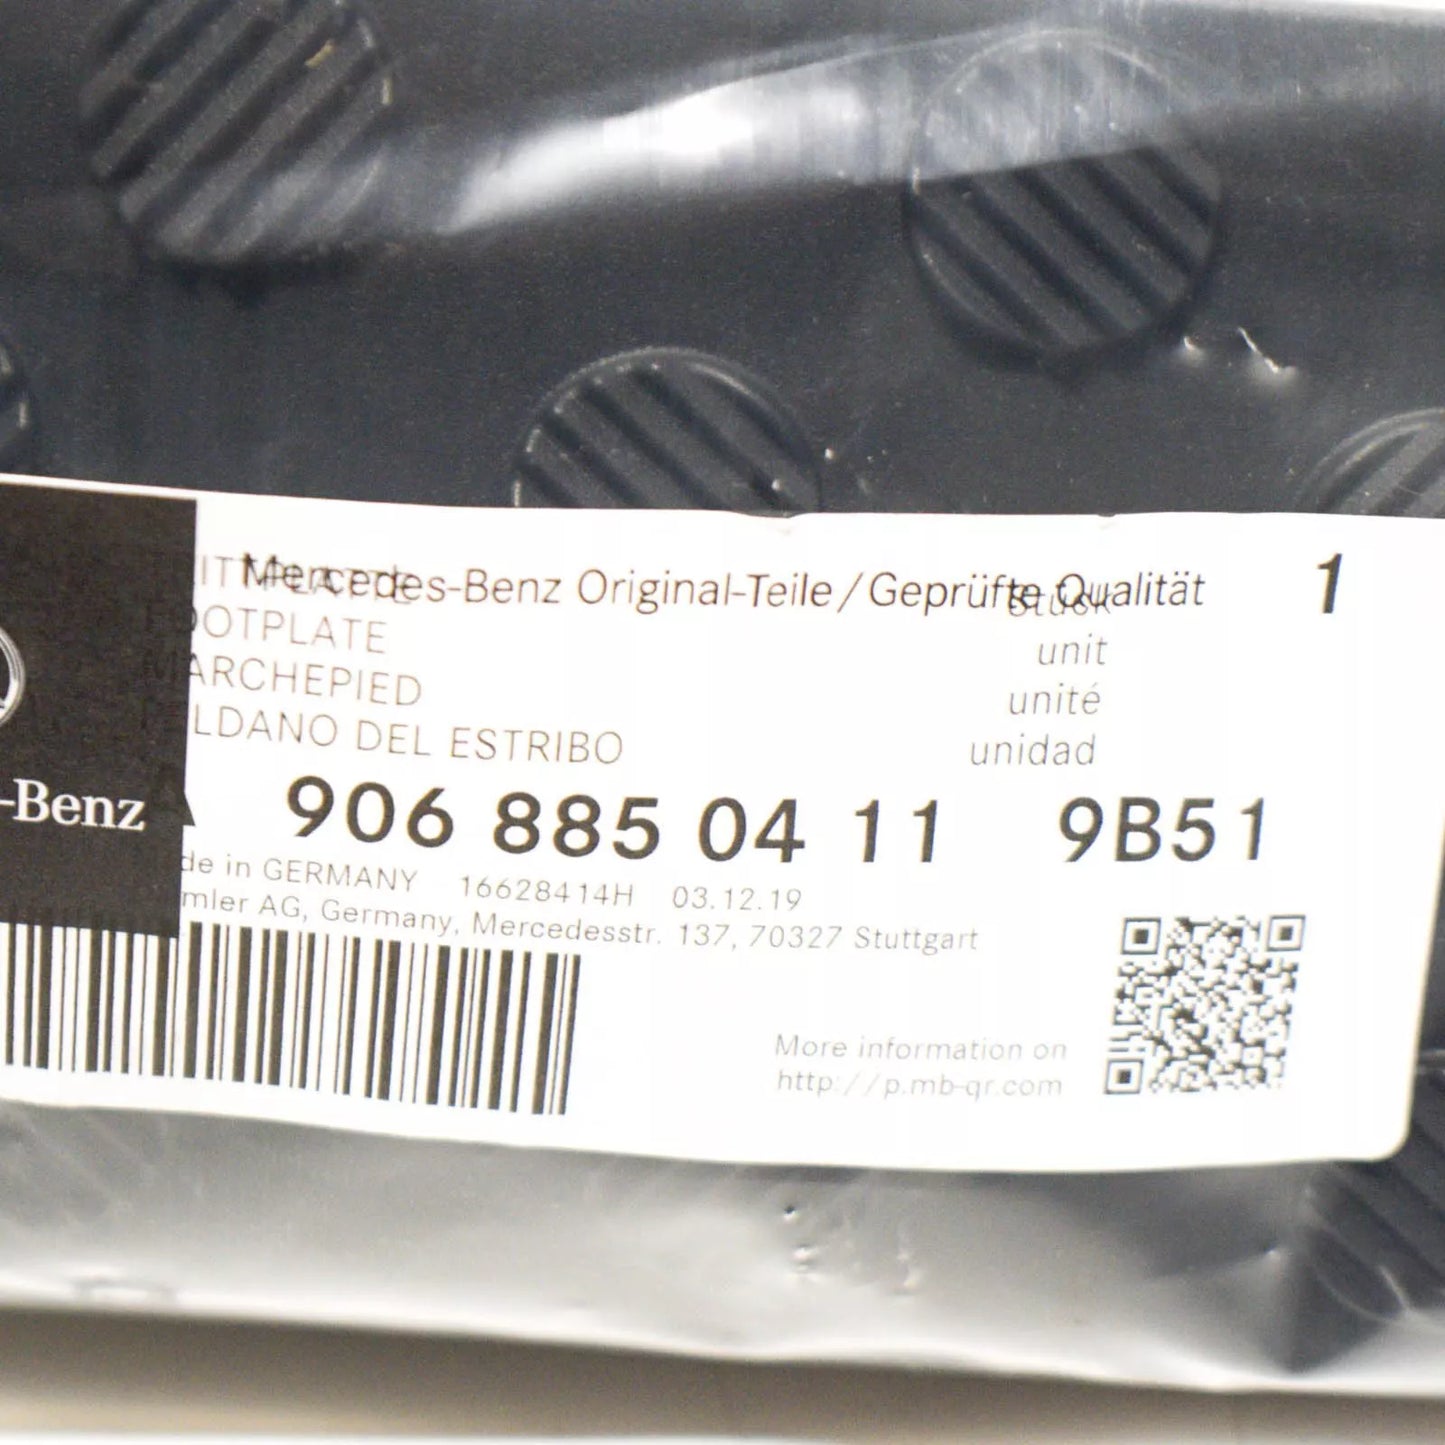 Mercedes-Benz Original-Teile/Geprüfte Qualität
ITTPLATTE Stück 1
FOOTPLATE unit
MARCHEPIED unité
LDANO DEL ESTRIBO unidad
-Benz
A 906 885 04 11 9B51
de in GERMANY 16628414H 03.12.19
mler AG, Germany, Mercedesstr. 137, 70327 Stuttgart
More information on
http://p.mb-qr.com